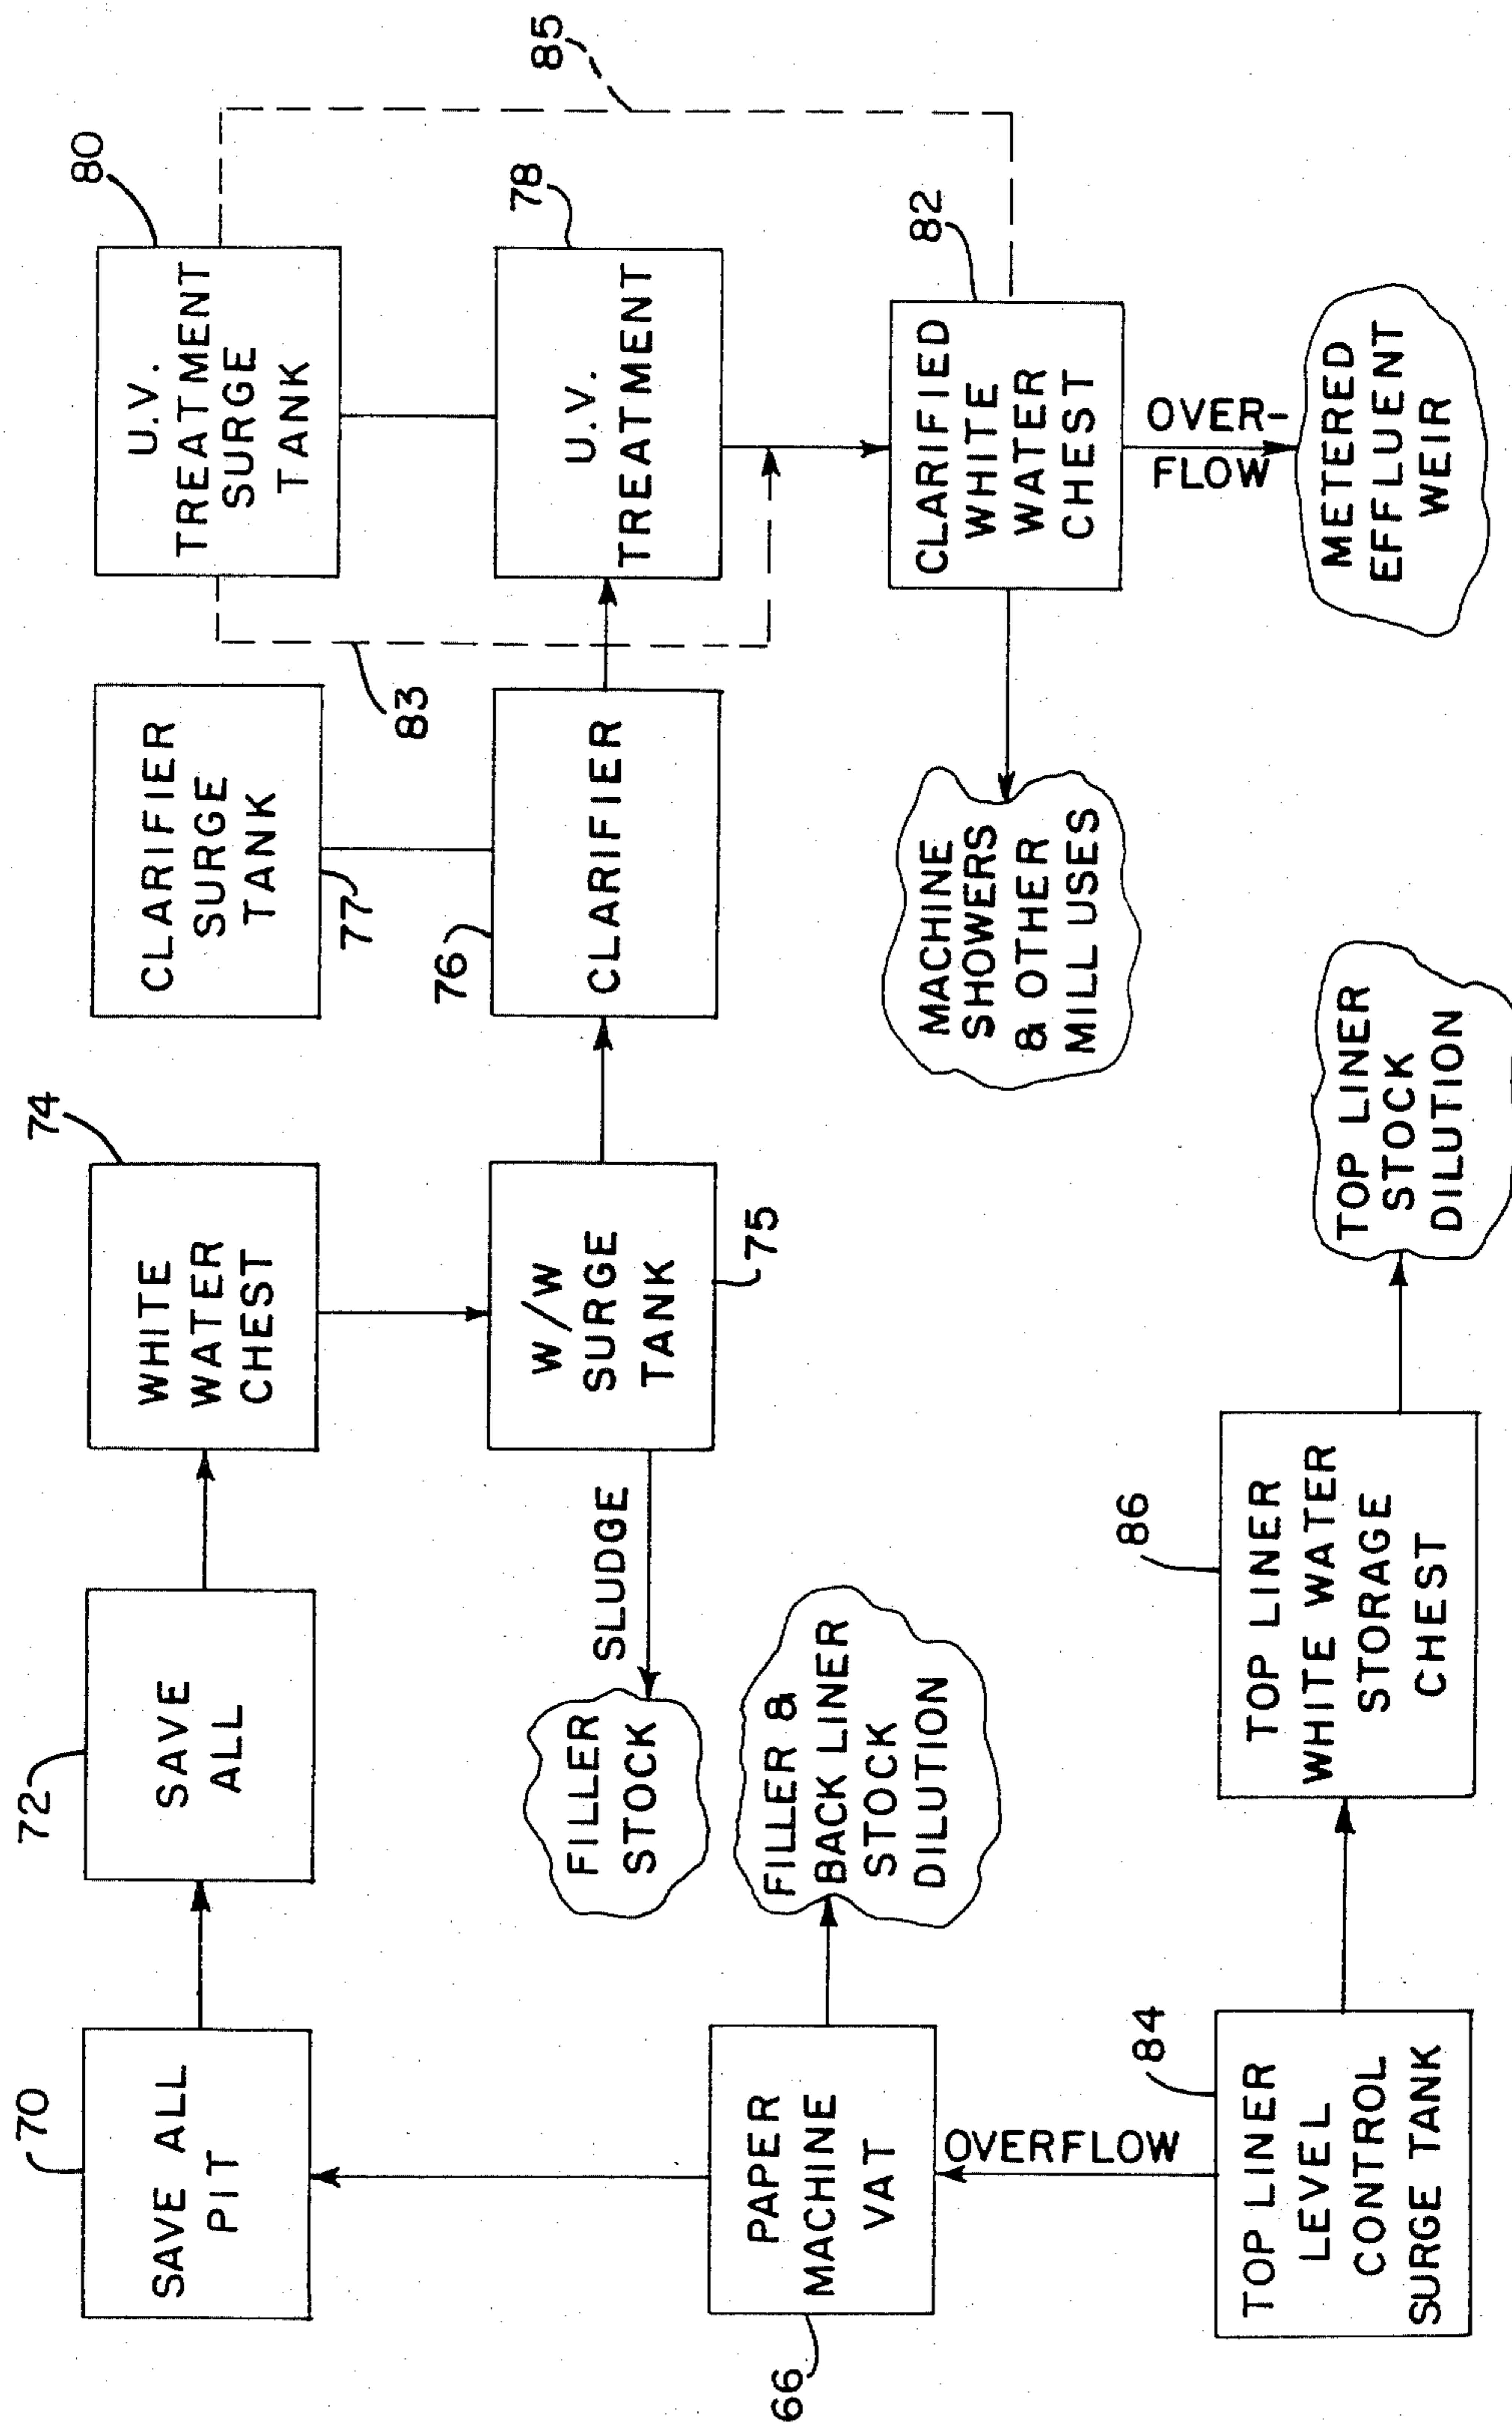 70
SAVE ALL
PIT
72
SAVE
ALL
74
WHITE
WATER
CHEST
CLARIFIER
SURGE
TANK
77
80
U.V.
TREATMENT
SURGE
TANK
W/W
SURGE
TANK
75
76
CLARIFIER
83
78
U.V.
TREATMENT
85
SLUDGE
FILLER
STOCK
66
PAPER
MACHINE
VAT
FILLER &
BACK LINER
STOCK
DILUTION
MACHINE
SHOWERS
& OTHER
MILL USES
82
CLARIFIED
WHITE
WATER
CHEST
OVERFLOW
OVER-
FLOW
84
TOP LINER
LEVEL
CONTROL
SURGE TANK
86
TOP LINER
WHITE WATER
STORAGE
CHEST
TOP LINER
STOCK
DILUTION
METERED
EFFLUENT
WEIR